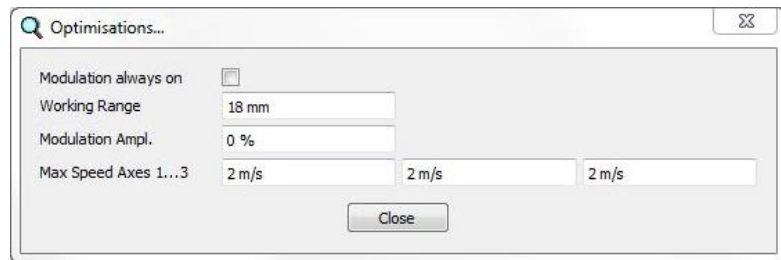 Optimisations...
Modulation always on
Working Range 18 mm
Modulation Ampl. 0 %
Max Speed Axes 1...3 2 m/s 2 m/s 2 m/s
Close